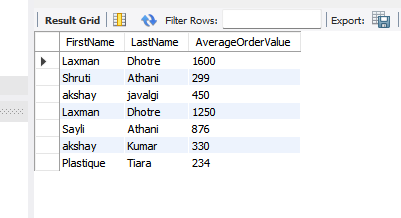 Result Grid Filter Rows: Export:
FirstName LastName AverageOrderValue
Laxman Dhotre 1600
Shruti Athani 299
akshay javalgi 450
Laxman Dhotre 1250
Sayli Athani 876
akshay Kumar 330
Plastique Tiara 234